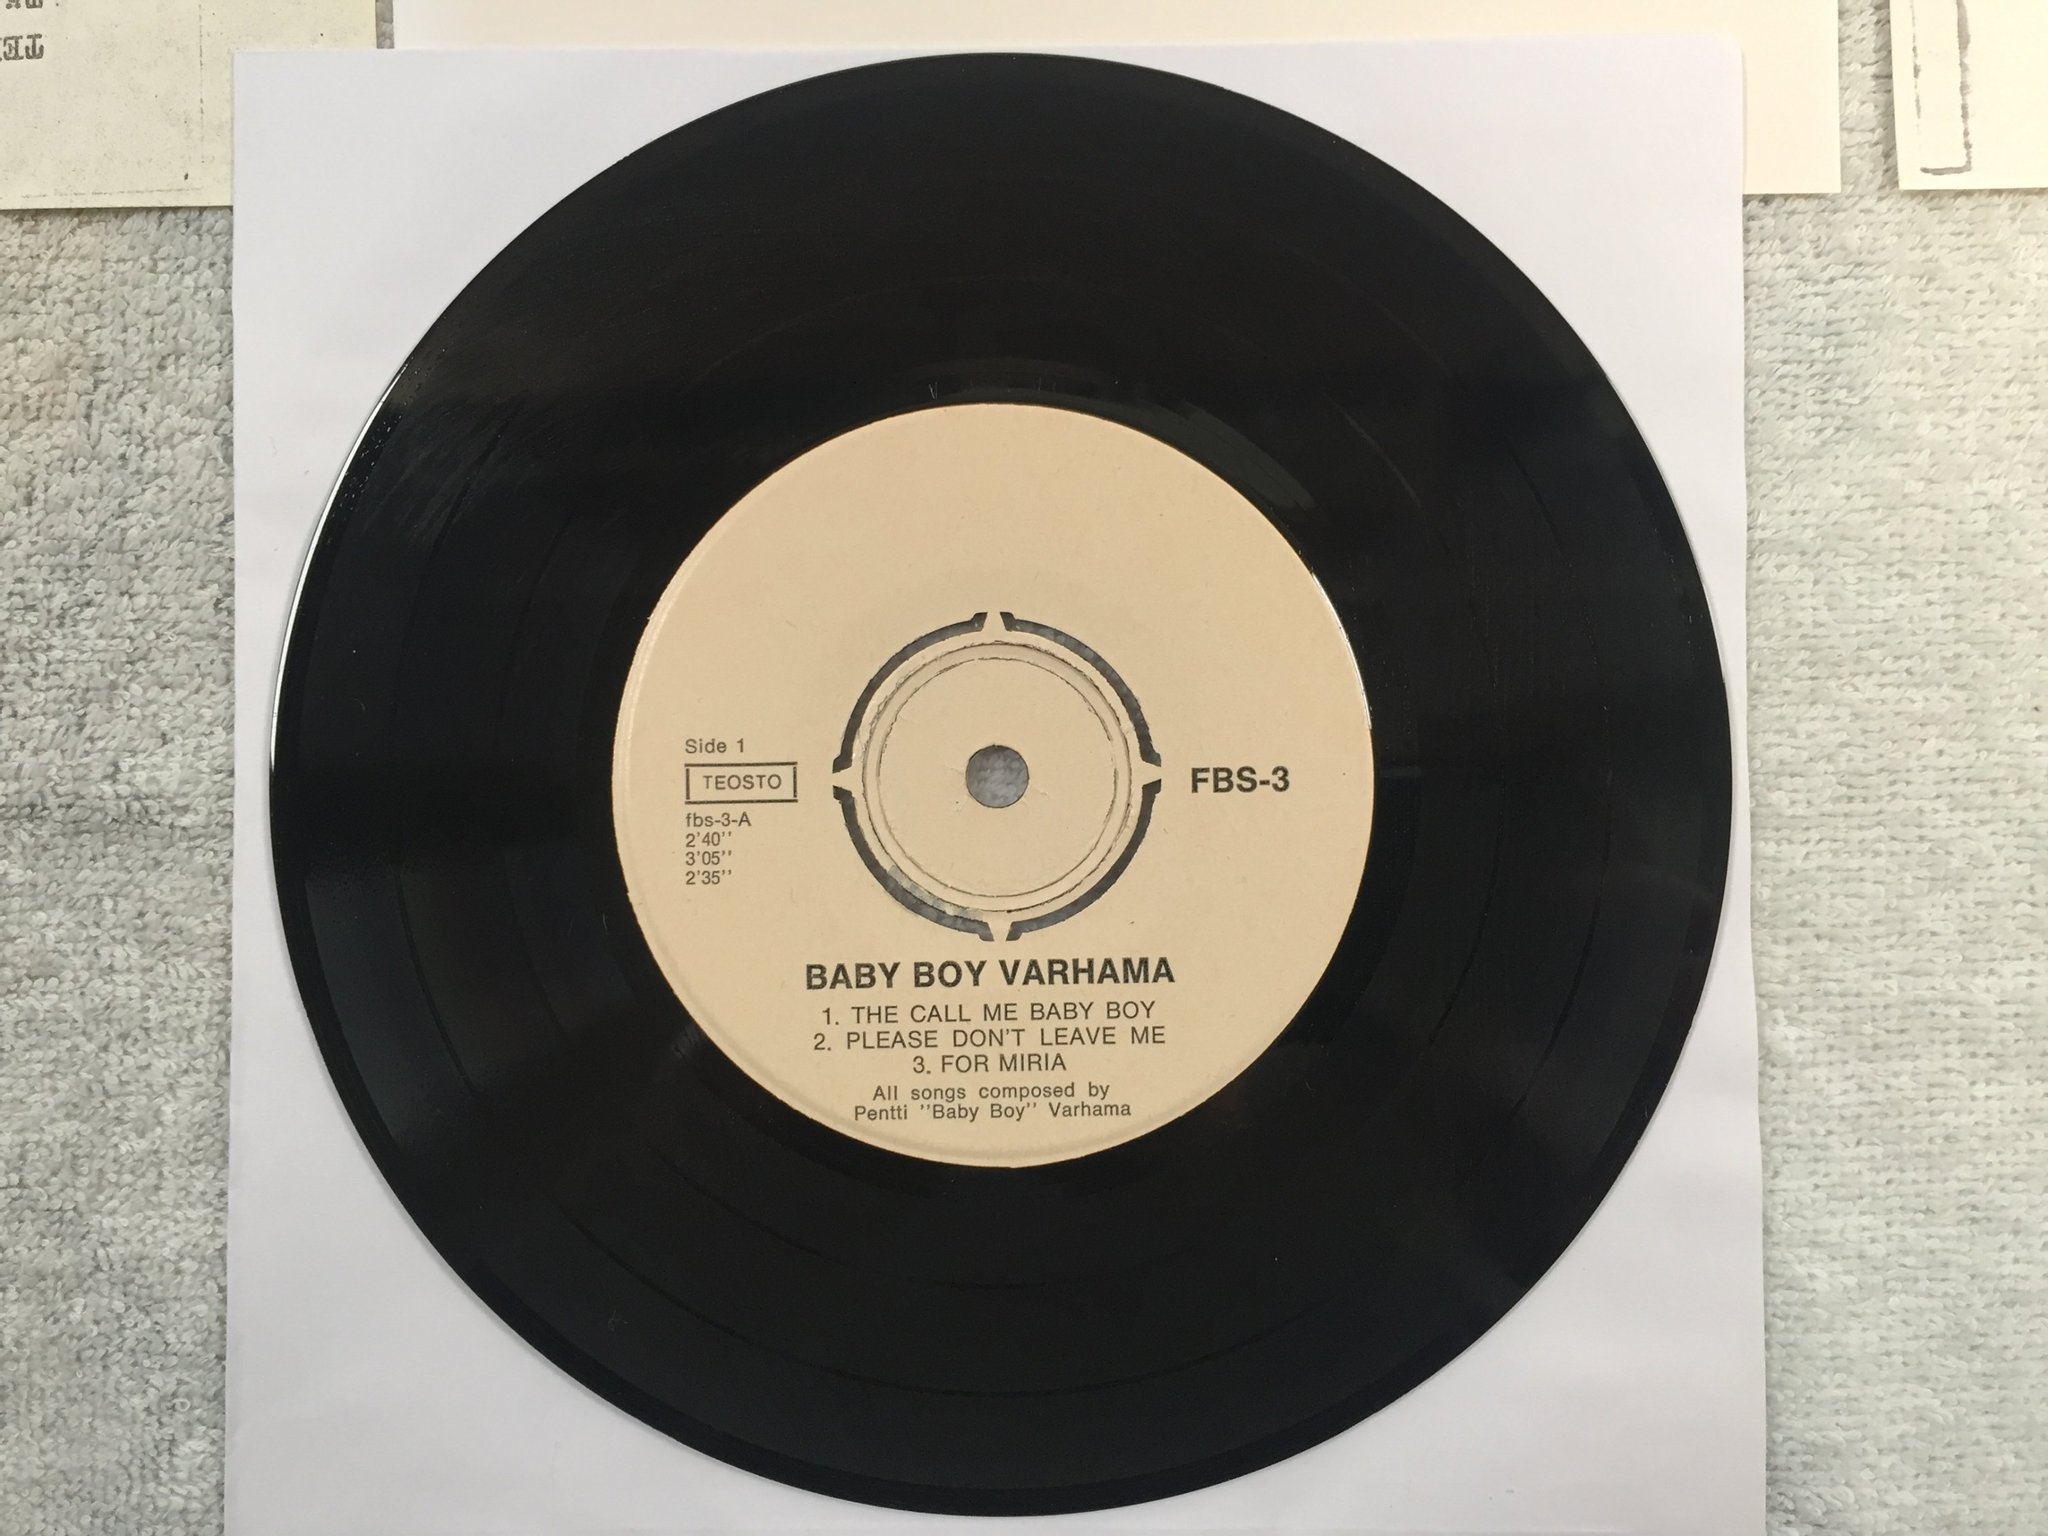 Side 1
TEOSTO
fbs-3-A
2'40''
3'05''
2'35''
FBS-3
BABY BOY VARHAMA
1. THE CALL ME BABY BOY
2. PLEASE DON'T LEAVE ME
3. FOR MIRIA
All songs composed by
Pentti ''Baby Boy'' Varhama